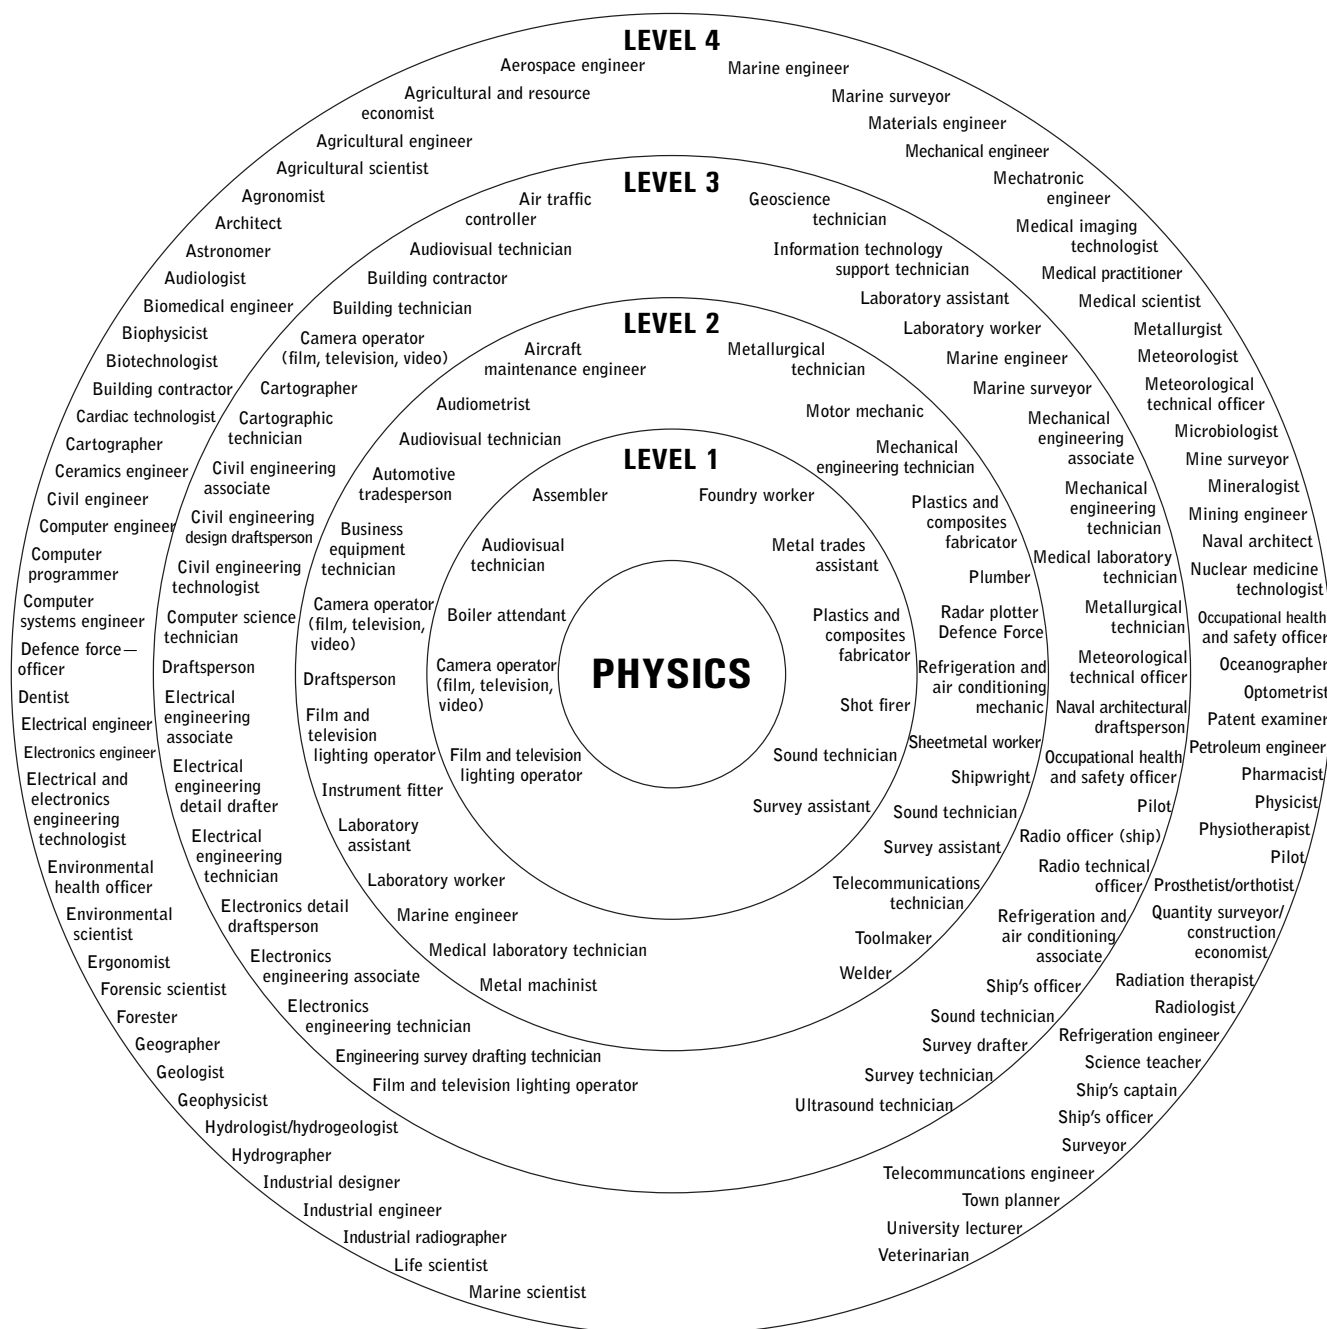 LEVEL 4
Aerospace engineer
Agricultural and resource
economist
Agricultural engineer
Agricultural scientist
Agronomist
Architect
Astronomer
Audiologist
Biomedical engineer
Biophysicist
Biotechnologist
Building contractor
Cardiac technologist
Cartographer
Ceramics engineer
Civil engineer
Computer engineer
Computer
programmer
Computer
systems engineer
Defence force—
officer
Dentist
Electrical engineer
Electronics engineer
Electrical and
electronics
engineering
technologist
Environmental
health officer
Environmental
scientist
Ergonomist
Forensic scientist
Forester
Geographer
Geologist
Geophysicist
Hydrologist/hydrogeologist
Hydrographer
Industrial designer
Industrial engineer
Industrial radiographer
Life scientist
Marine scientist
Marine engineer
Marine surveyor
Materials engineer
Mechanical engineer
Mechatronic
engineer
Medical imaging
technologist
Medical practitioner
Medical scientist
Metallurgist
Meteorologist
Meteorological
technical officer
Microbiologist
Mine surveyor
Mineralogist
Mining engineer
Naval architect
Nuclear medicine
technologist
Occupational health
and safety officer
Oceanographer
Optometrist
Patent examiner
Petroleum engineer
Pharmacist
Physicist
Physiotherapist
Pilot
Prosthetist/orthotist
Quantity surveyor/
construction
economist
Radiation therapist
Radiologist
Refrigeration engineer
Science teacher
Ship's captain
Ship's officer
Surveyor
Telecommuncations engineer
Town planner
University lecturer
Veterinarian
LEVEL 3
Air traffic
controller
Audiovisual technician
Building contractor
Building technician
Camera operator
(film, television, video)
Cartographer
Cartographic
technician
Civil engineering
associate
Civil engineering
design draftsperson
Civil engineering
technologist
Computer science
technician
Draftsperson
Electrical
engineering
associate
Electrical
engineering
detail drafter
Electrical
engineering
technician
Electronics detail
draftsperson
Electronics
engineering associate
Electronics
engineering technician
Engineering survey drafting technician
Film and television lighting operator
Geoscience
technician
Information technology
support technician
Laboratory assistant
Laboratory worker
Marine engineer
Marine surveyor
Mechanical
engineering
associate
Mechanical
engineering
technician
Medical laboratory
technician
Metallurgical
technician
Meteorological
technical officer
Naval architectural
draftsperson
Occupational health
and safety officer
Pilot
Radio officer (ship)
Radio technical
officer
Refrigeration and
air conditioning
associate
Ship's officer
Sound technician
Survey drafter
Survey technician
Ultrasound technician
LEVEL 2
Aircraft
maintenance engineer
Audiometrist
Audiovisual technician
Automotive
tradesperson
Business
equipment
technician
Camera operator
(film, television,
video)
Draftsperson
Film and
television
lighting operator
Instrument fitter
Laboratory
assistant
Laboratory worker
Marine engineer
Medical laboratory technician
Metal machinist
Metallurgical
technician
Motor mechanic
Mechanical
engineering technician
Plastics and
composites
fabricator
Plumber
Radar plotter
Defence Force
Refrigeration and
air conditioning
mechanic
Sheetmetal worker
Shipwright
Sound technician
Survey assistant
Telecommunications
technician
Toolmaker
Welder
LEVEL 1
Assembler
Audiovisual
technician
Boiler attendant
Camera operator
(film, television,
video)
Film and television
lighting operator
Foundry worker
Metal trades
assistant
Plastics and
composites
fabricator
Shot firer
Sound technician
Survey assistant
PHYSICS